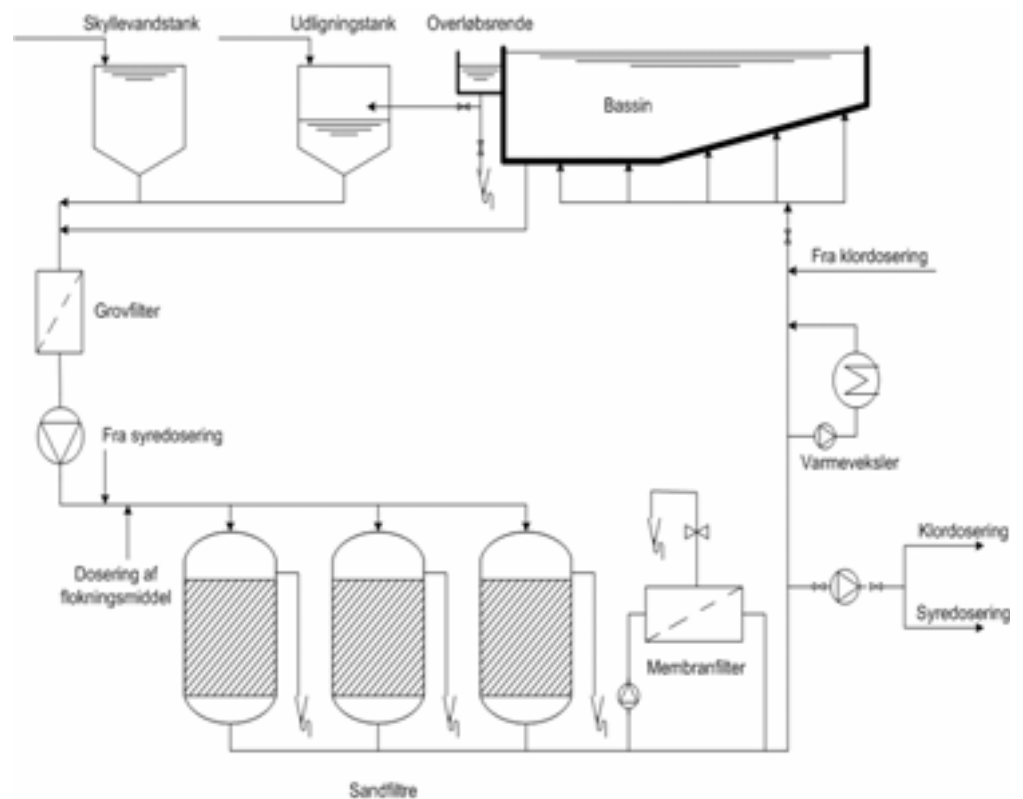 Skyllevandstank
Udligningstank
Overløbsrende
Bassin
Fra klordosering
Grovfilter
Fra syredosering
Varmeveksler
Klordosering
Dosering af
flokningsmiddel
Syredosering
Membranfilter
Sandfiltre